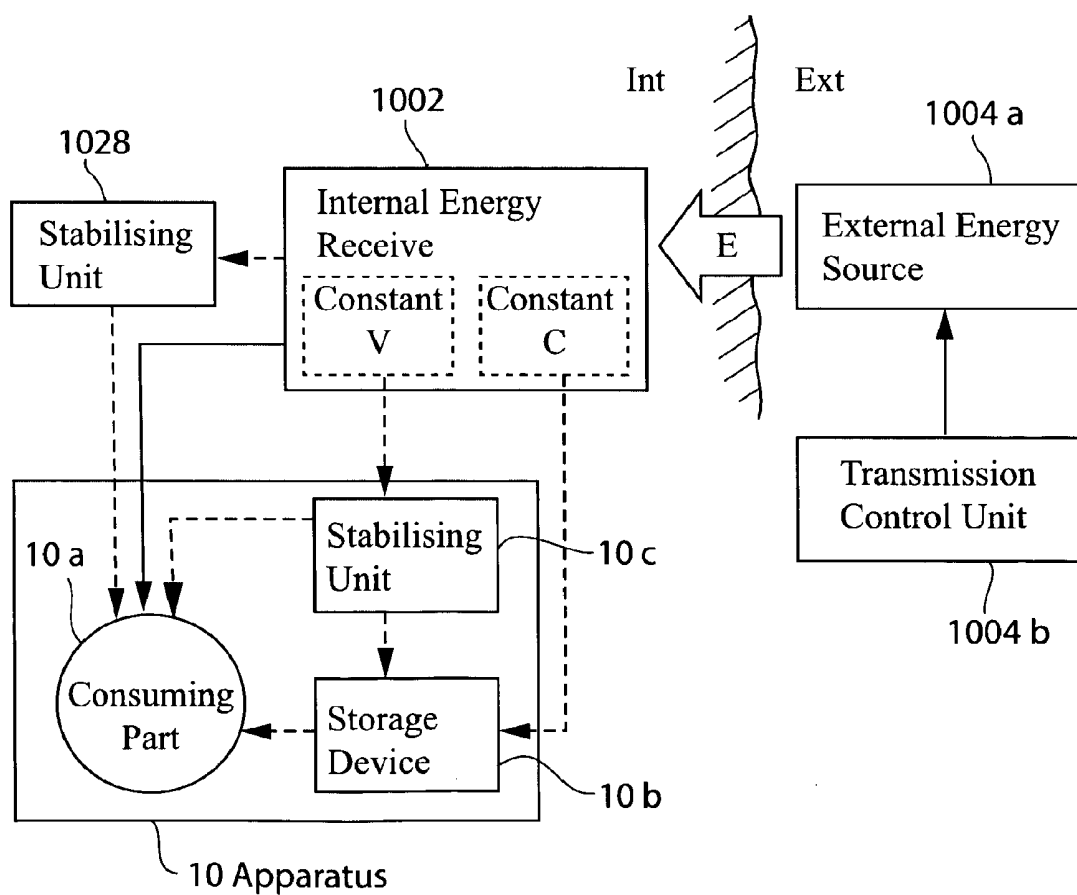 Int
Ext
1002
1004 a
1028
Internal Energy
Receive
Stabilising
Unit
E
External Energy
Source
Constant
V
Constant
C
Transmission
Control Unit
Stabilising
Unit
10 c
10 a
1004 b
Consuming
Part
Storage
Device
10 b
10 Apparatus